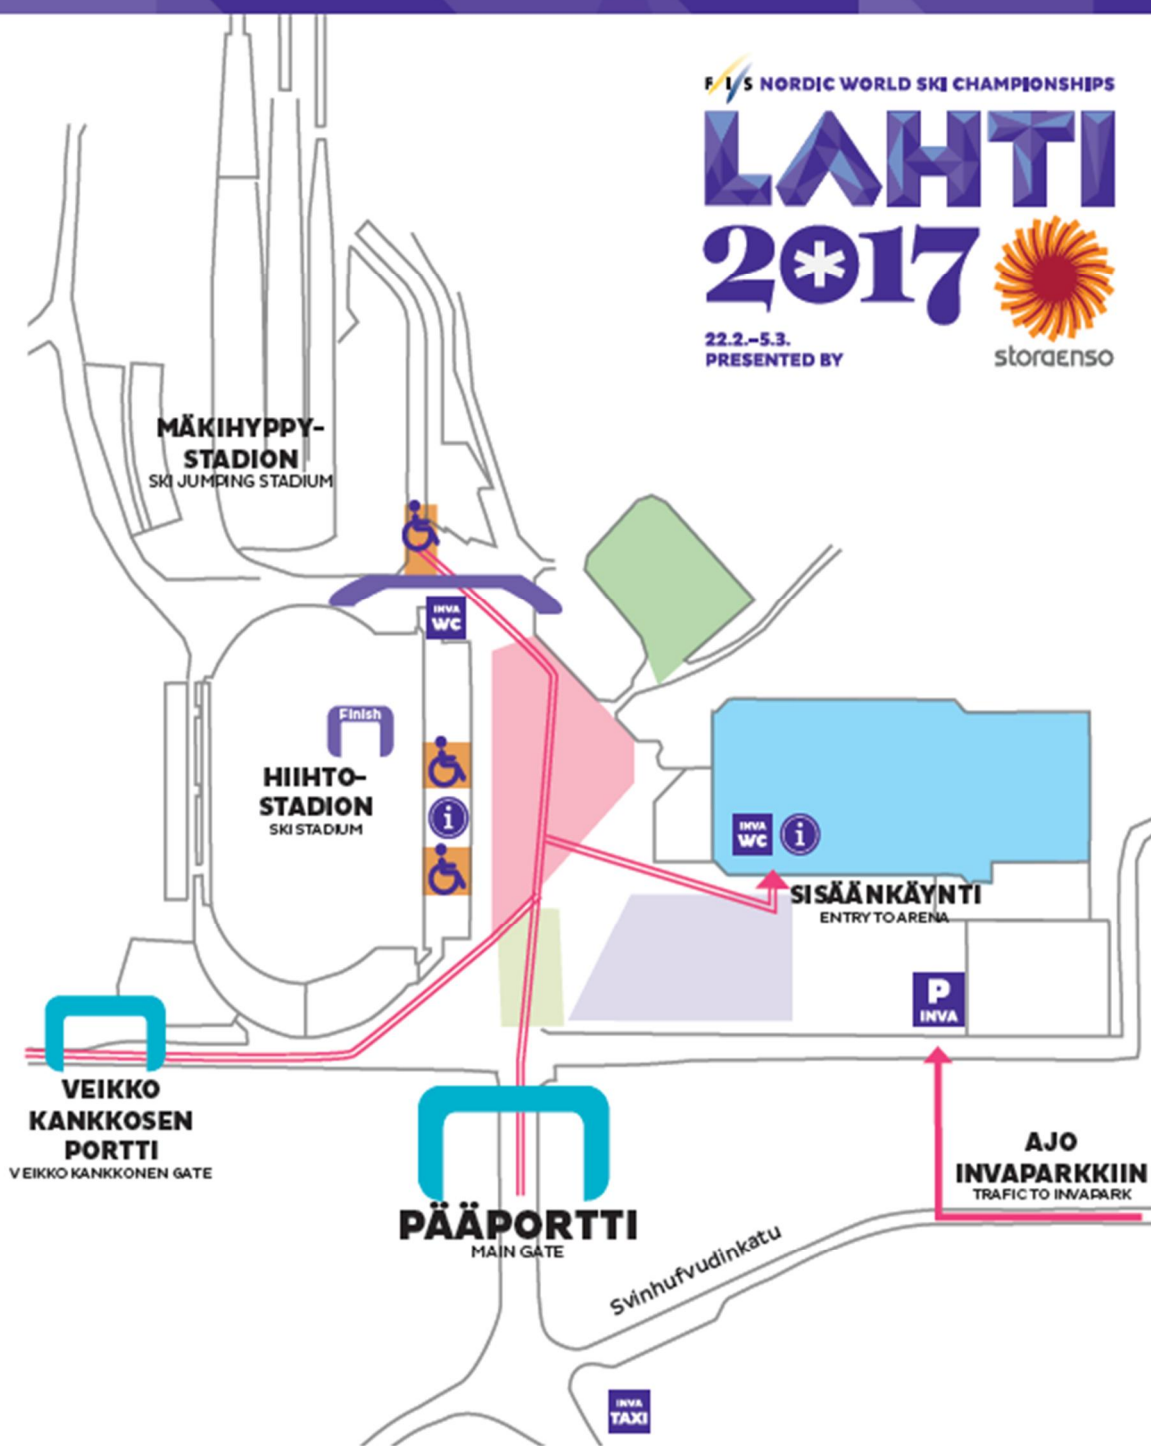 FIS NORDIC WORLD SKI CHAMPIONSHIPS
LAHTI
2017
22.2.–5.3.
PRESENTED BY
storaenso
MÄKIHYPPY-
STADION
SKI JUMPING STADIUM
INVA
WC
Finish
HIIHTO-
STADION
SKI STADIUM
i
INVA
WC
i
SISÄÄNKÄYNTI
ENTRY TO ARENA
P
INVA
VEIKKO
KANKKOSEN
PORTTI
VEIKKO KANKKONEN GATE
PÄÄPORTTI
MAIN GATE
AJO
INVAPARKKIIN
TRAFIC TO INVAPARK
Svinhufvudinkatu
INVA
TAXI